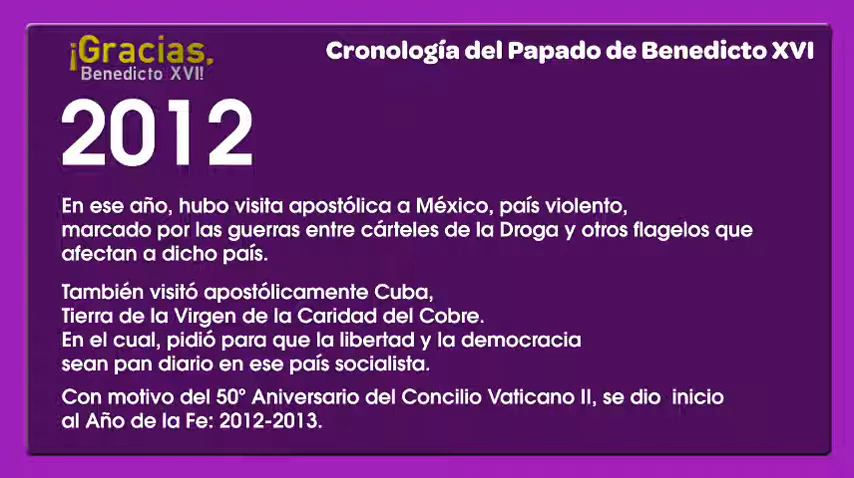 ¡Gracias,
Benedicto XVI!
Cronología del Papado de Benedicto XVI
2012
En ese año, hubo visita apostólica a México, país violento,
marcado por las guerras entre cárteles de la Droga y otros flagelos que
afectan a dicho país.
También visitó apostólicamente Cuba,
Tierra de la Virgen de la Caridad del Cobre.
En el cual, pidió para que la libertad y la democracia
sean pan diario en ese país socialista.
Con motivo del 50° Aniversario del Concilio Vaticano II, se dio  inicio
al Año de la Fe: 2012-2013.